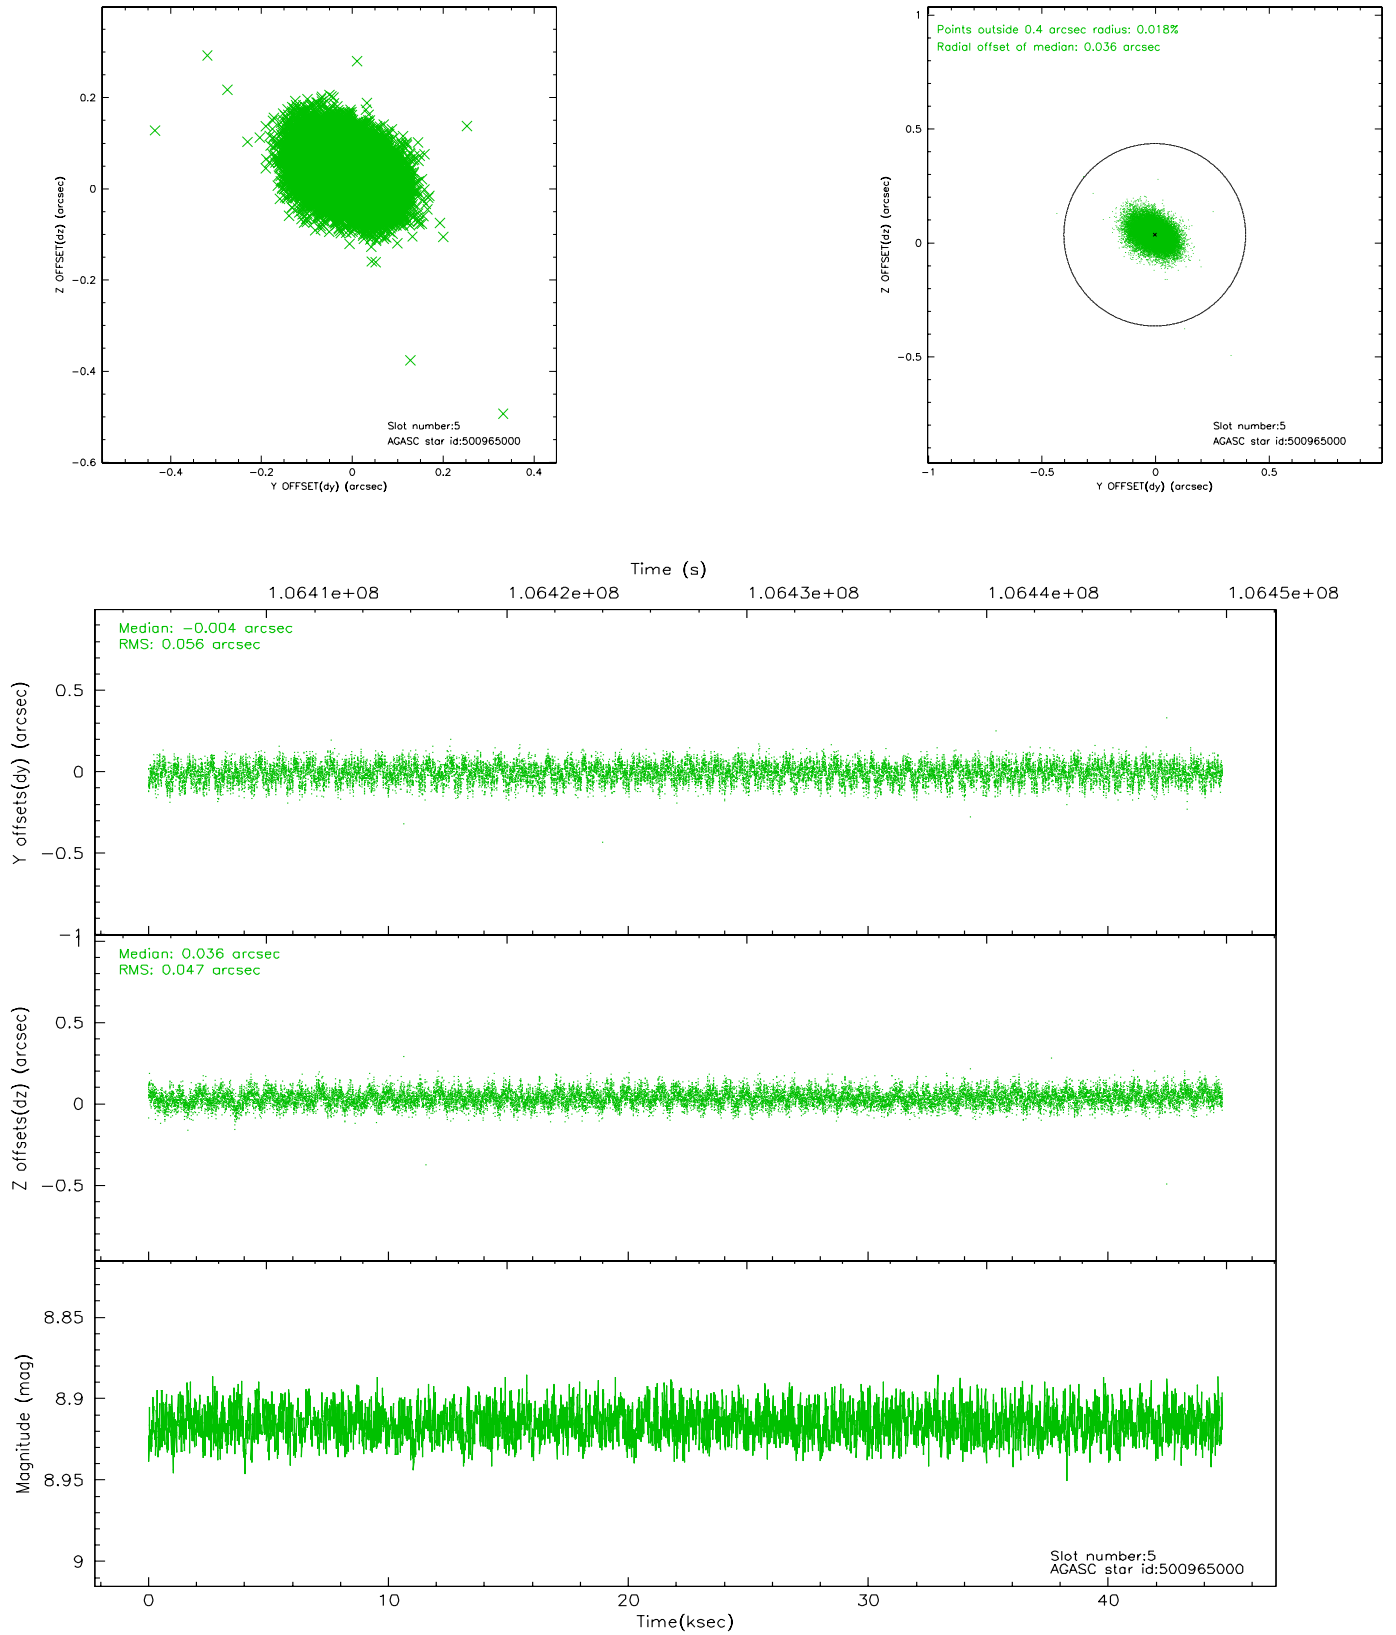 0.2
0
−0.2
−0.4
−0.6
Z OFFSET(dz) (arcsec)
Slot number:5
AGASC star id:500965000
−0.4
−0.2
0
0.2
0.4
Y OFFSET(dy) (arcsec)
Points outside 0.4 arcsec radius: 0.018%
Radial offset of median: 0.036 arcsec
1
0.5
0
−0.5
Z OFFSET(dz) (arcsec)
Slot number:5
AGASC star id:500965000
−1
−0.5
0
0.5
Y OFFSET(dy) (arcsec)
Time (s)
1.0641e+08
1.0642e+08
1.0643e+08
1.0644e+08
1.0645e+08
Median: −0.004 arcsec
RMS: 0.056 arcsec
0.5
0
−0.5
−1
Y offsets(dy) (arcsec)
Median: 0.036 arcsec
RMS: 0.047 arcsec
1
0.5
0
−0.5
Z offsets(dz) (arcsec)
8.85
8.9
8.95
9
Magnitude (mag)
Slot number:5
AGASC star id:500965000
0
10
20
30
40
Time(ksec)